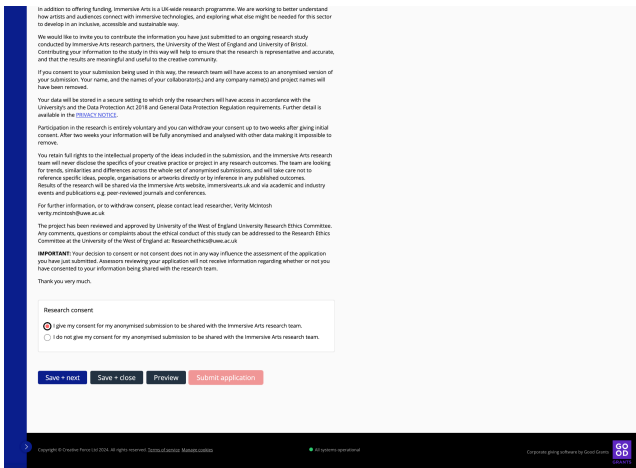 In addition to offering funding, Immersive Arts is a UK-wide research programme. We are working to better understand
how artists and audiences connect with immersive technologies, and exploring what else might be needed for this sector
to develop in an inclusive, accessible and sustainable way.
We would like to invite you to contribute the information you have just submitted to an ongoing research study
conducted by Immersive Arts research partners, the University of the West of England and University of Bristol.
Contributing your information to the study in this way will help to ensure that the research is representative and accurate,
and that the results are meaningful and useful to the creative community.
If you consent to your submission being used in this way, the research team will have access to an anonymised version of
your submission. Your name, and the names of your collaborator(s,) and any company name(s) and project names will
have been removed.
Your data will be stored in a secure setting to which only the researchers will have access in accordance with the
University's and the Data Protection Act 2018 and General Data Protection Regulation requirements. Further detail is
available in the PRIVACY NOTICE.
Participation in the research is entirely voluntary and you can withdraw your consent up to two weeks after giving initial
consent. After two weeks your information will be fully anonymised and analysed with other data making it impossible to
remove.
You retain full rights to the intellectual property of the ideas included in the submission, and the Immersive Arts research
team will never disclose the specifics of your creative practice or project in any research outcomes. The team are looking
for trends, similarities and differences across the whole set of anonymised submissions, and will take care not to
reference specific ideas, people, organisations or artworks directly or by inference in any published outcomes.
Results of the research will be shared via the Immersive Arts website, immersivearts.uk and via academic and industry
events and publications e.g. peer-reviewed journals and conferences.
For further information, or to withdraw consent, please contact lead researcher, Verity McIntosh
verity.mcintosh@uwe.ac.uk
The project has been reviewed and approved by University of the West of England University Research Ethics Committee.
Any comments, questions or complaints about the ethical conduct of this study can be addressed to the Research Ethics
Committee at the University of the West of England at: Researchethics@uwe.ac.uk
IMPORTANT: Your decision to consent or not consent does not in any way influence the assessment of the application
you have just submitted. Assessors reviewing your application will not receive information regarding whether or not you
have consented to your information being shared with the research team.
Thank you very much.
Research consent
I give my consent for my anonymised submission to be shared with the Immersive Arts research team.
I do not give my consent for my anonymised submission to be shared with the Immersive Arts research team.
Save + next Save + close Preview Submit application
Copyright © Creative Force Ltd 2024. All rights reserved. Terms of service Manage cookies All systems operational Corporate giving software by Good Grants
GO
OD
GRANTS